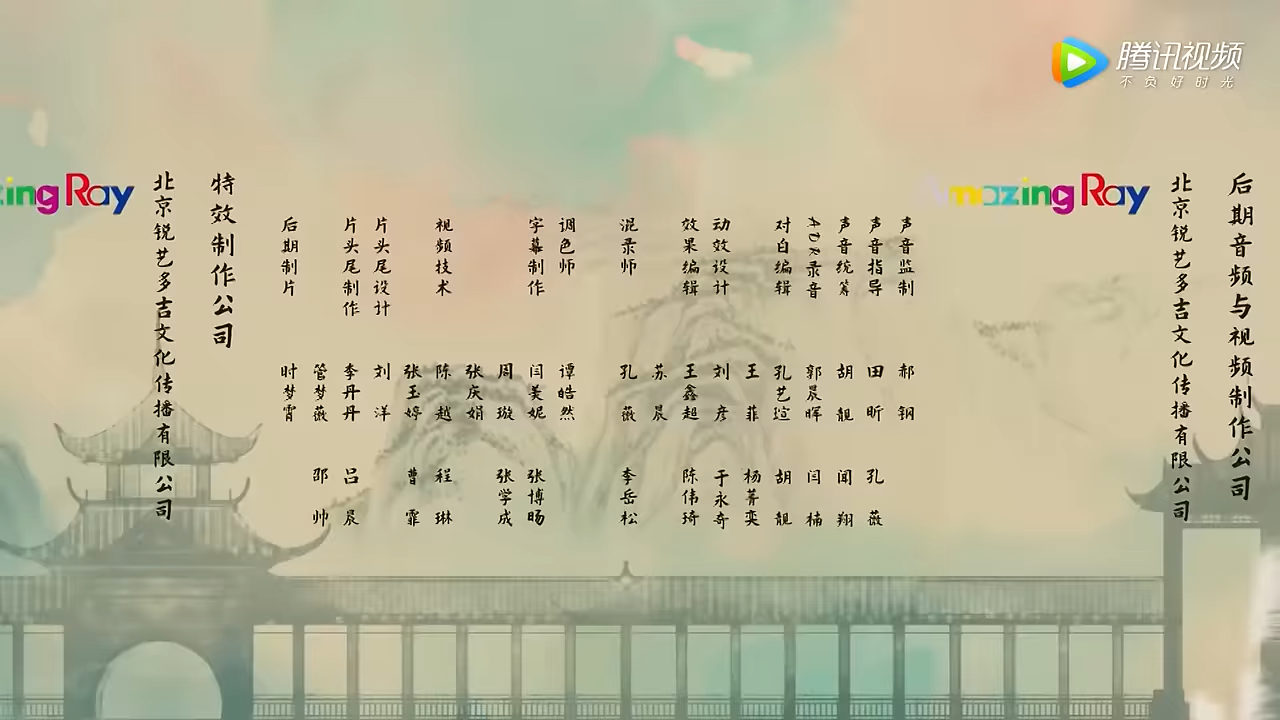 腾讯视频
不负好时光
后期音频与视频制作公司
Amazing Ray
北京锐艺多吉文化传播有限公司
声音监制 郝钢
声音指导 田昕 孔薇
声音统筹 胡靓 闻翔
ADR录音 郭晨晖 闫楠
对白编辑 孔艺瑄 胡靓
王菲 杨菁奕
动效设计 刘彦 于永奇
效果编辑 王鑫超 陈伟琦
苏晨
混录师 孔薇 李岳松
调色师 谭皓然
字幕制作 闫美妮 张博旸
周璇 张学成
张庆娟
视频技术 陈越 程琳
张玉婷 曹霏
片头尾设计 刘洋
片头尾制作 李丹丹 吕晨
管梦薇 邵帅
后期制片 时梦霄
特效制作公司
zing Ray
北京锐艺多吉文化传播有限公司